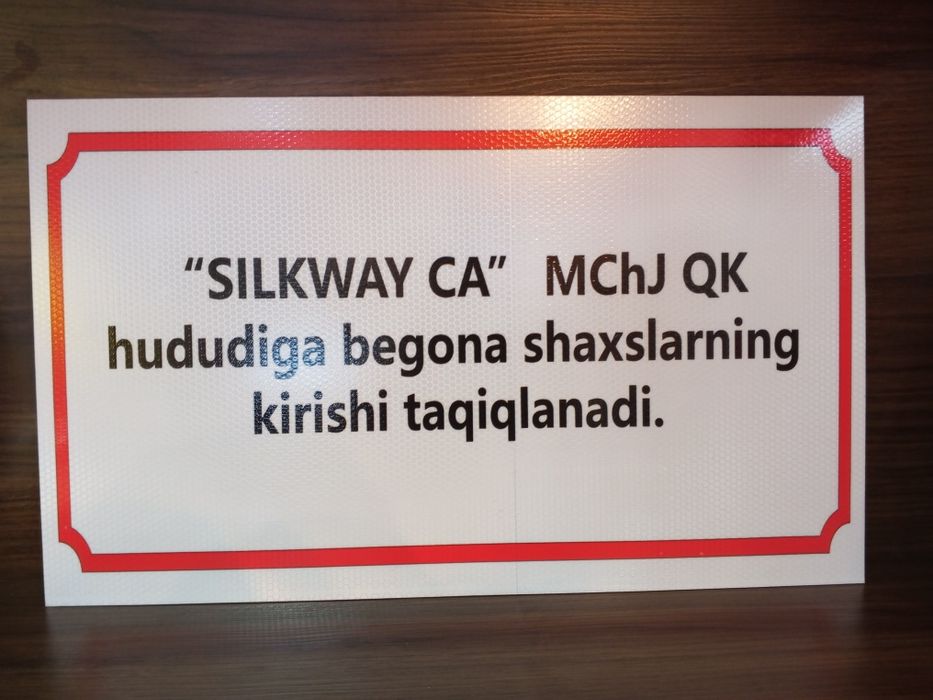 “SILKWAY CA” MChJ QK
hududiga begona shaxslarning
kirishi taqiqlanadi.